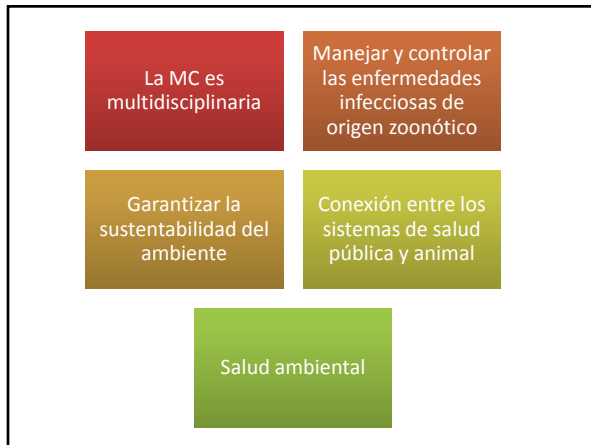 La MC es
multidisciplinaria
Manejar y controlar
las enfermedades
infecciosas de
origen zoonótico
Garantizar la
sustentabilidad del
ambiente
Conexión entre los
sistemas de salud
pública y animal
Salud ambiental